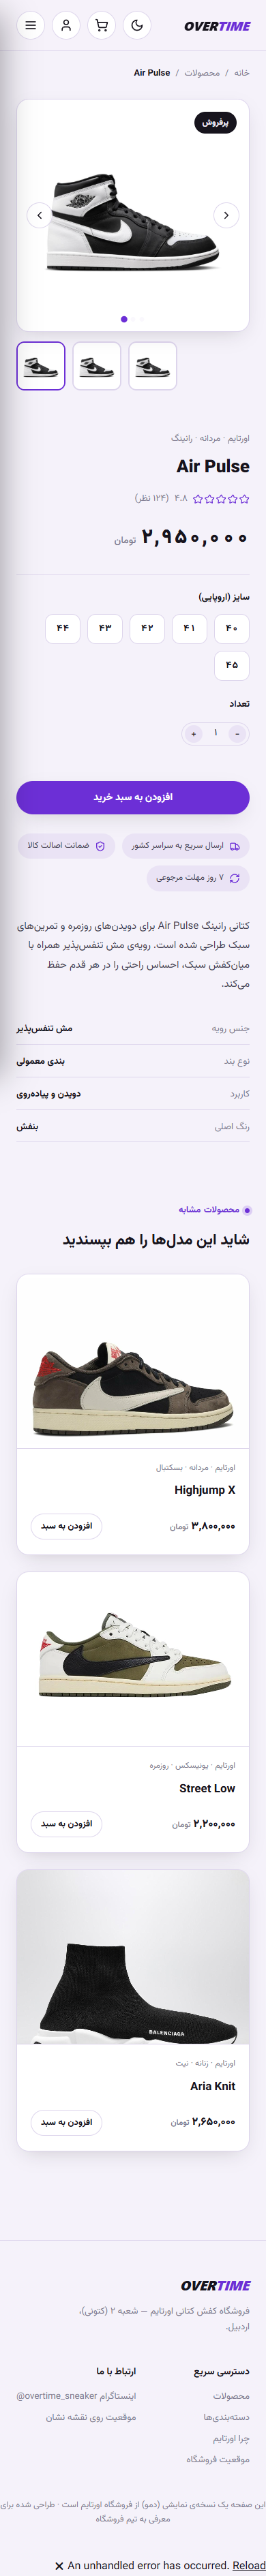 OVERTIME
خانه / محصولات / Air Pulse
پرفروش
اورتایم · مردانه · رانینگ
Air Pulse
۴.۸ (۱۲۴ نظر)
۲,۹۵۰,۰۰۰ تومان
سایز (اروپایی)
۴۰ ۴۱ ۴۲ ۴۳ ۴۴
۴۵
تعداد
- ۱ +
افزودن به سبد خرید
ارسال سریع به سراسر کشور
ضمانت اصالت کالا
۷ روز مهلت مرجوعی
کتانی رانینگ Air Pulse برای دویدن‌های روزمره و تمرین‌های
سبک طراحی شده است. رویه‌ی مش تنفس‌پذیر همراه با
میان‌کفش سبک، احساس راحتی را در هر قدم حفظ
می‌کند.
جنس رویه مش تنفس‌پذیر
نوع بند بندی معمولی
کاربرد دویدن و پیاده‌روی
رنگ اصلی بنفش
محصولات مشابه
شاید این مدل‌ها را هم بپسندید
اورتایم · مردانه · بسکتبال
Highjump X
۳,۸۰۰,۰۰۰ تومان
افزودن به سبد
اورتایم · یونیسکس · روزمره
Street Low
۲,۲۰۰,۰۰۰ تومان
افزودن به سبد
BALENCIAGA
اورتایم · زنانه · نیت
Aria Knit
۲,۶۵۰,۰۰۰ تومان
افزودن به سبد
OVERTIME
فروشگاه کفش کتانی اورتایم — شعبه ۲ (کتونی)،
اردبیل.
دسترسی سریع
محصولات
دسته‌بندی‌ها
چرا اورتایم
موقعیت فروشگاه
ارتباط با ما
اینستاگرام @overtime_sneaker
موقعیت روی نقشه نشان
این صفحه یک نسخه‌ی نمایشی (دمو) از فروشگاه اورتایم است · طراحی شده برای
معرفی به تیم فروشگاه
An unhandled error has occurred. Reload